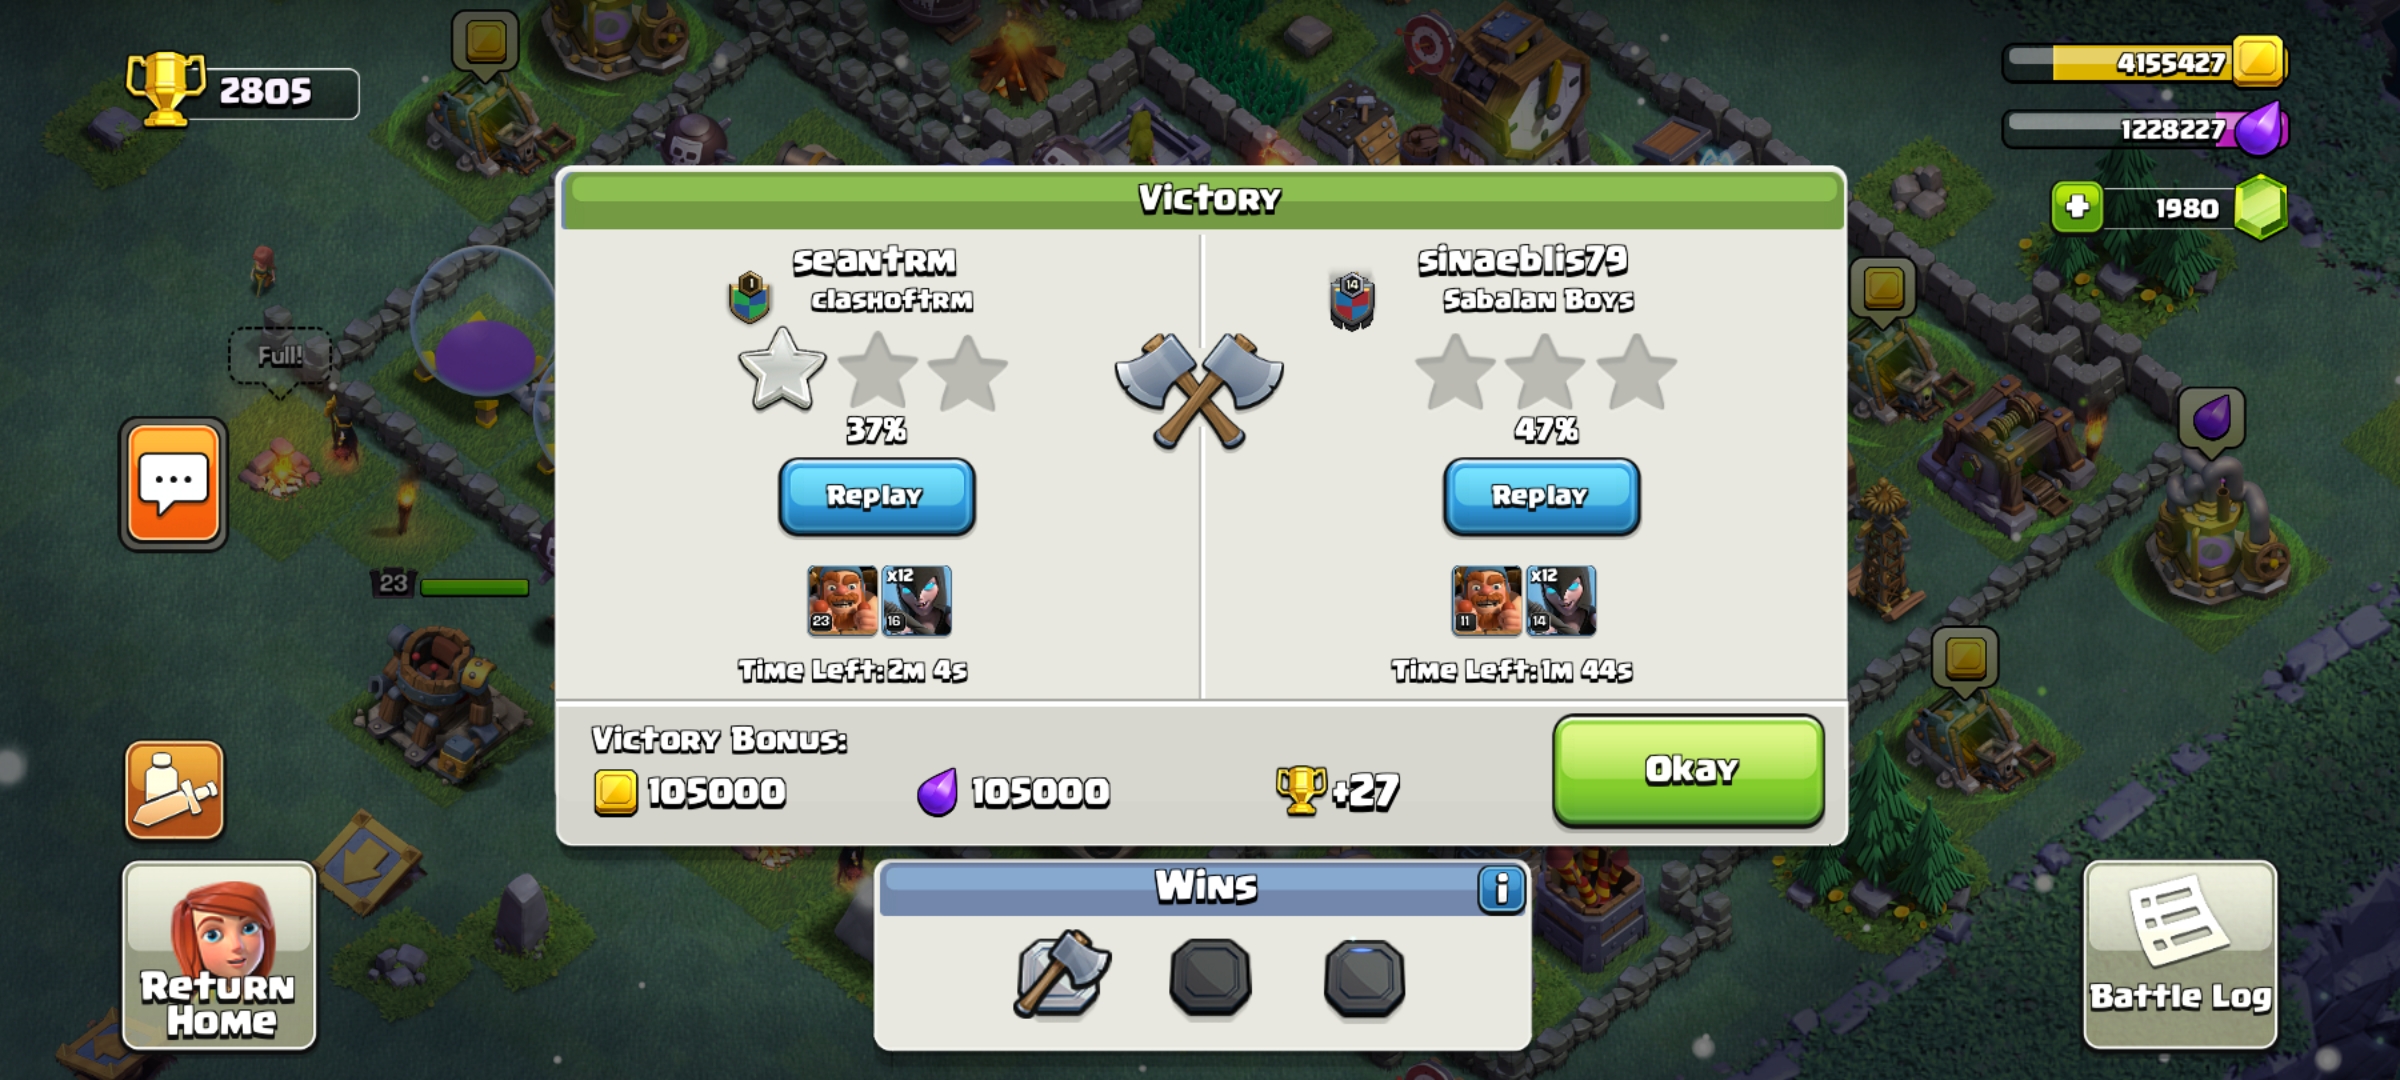 2805
4155427
1228227
1980
Full!
23
Return
Home
Victory
seantrm
clashoftrm
1
37%
Replay
23
x12
16
Time Left:2m 4s
sinaeblis79
Sabalan Boys
14
47%
Replay
11
x12
14
Time Left:1m 44s
Victory Bonus:
105000
105000
+27
Okay
Wins
i
Battle Log